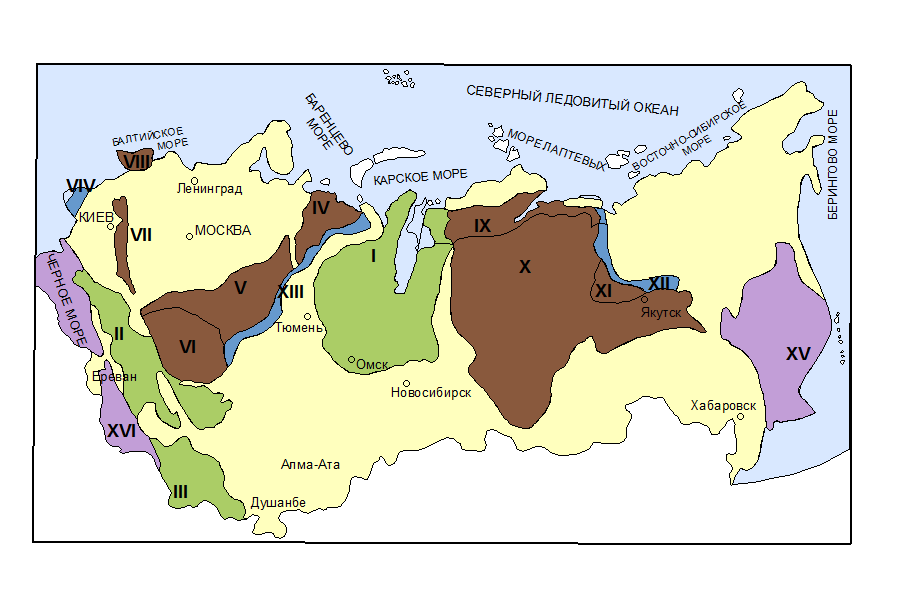 СЕВЕРНЫЙ ЛЕДОВИТЫЙ ОКЕАН
БАРЕНЦЕВО
МОРЕ
БАЛТИЙСКОЕ
МОРЕ
КАРСКОЕ МОРЕ
МОРЕ ЛАПТЕВЫХ
ВОСТОЧНО-СИБИРСКОЕ
МОРЕ
БЕРИНГОВО МОРЕ
VIII
XIV
Ленинград
КИЕВ
VII
МОСКВА
IV
I
IX
X
ЧЕРНОЕ МОРЕ
V
XIII
XI
XII
Якутск
II
VI
Тюмень
XV
Ереван
Омск
Новосибирск
Хабаровск
XVI
Алма-Ата
III
Душанбе